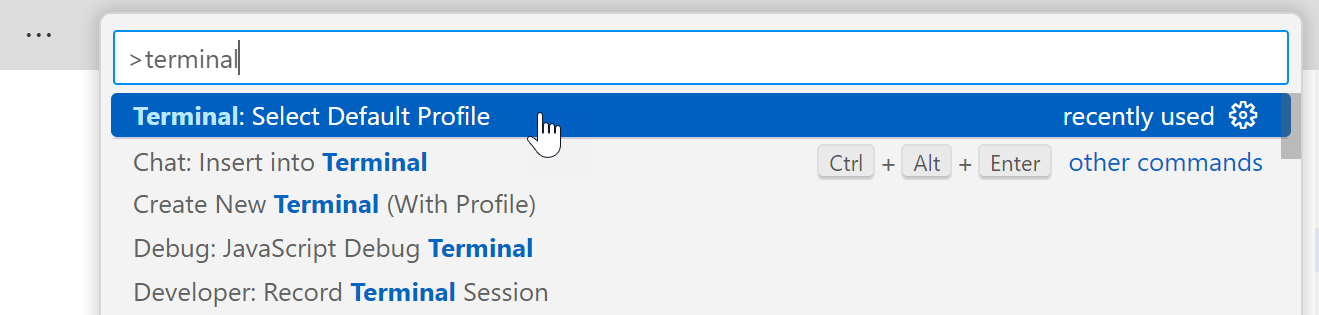 ...
>terminal
Terminal: Select Default Profile recently used
Chat: Insert into Terminal Ctrl + Alt + Enter other commands
Create New Terminal (With Profile)
Debug: JavaScript Debug Terminal
Developer: Record Terminal Session